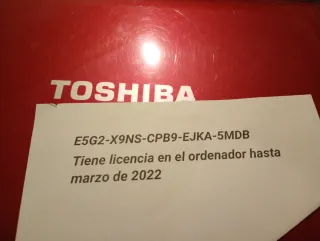 TOSHIBA
E5G2-X9NS-CPB9-EJKA-5MDB
Tiene licencia en el ordenador hasta
marzo de 2022